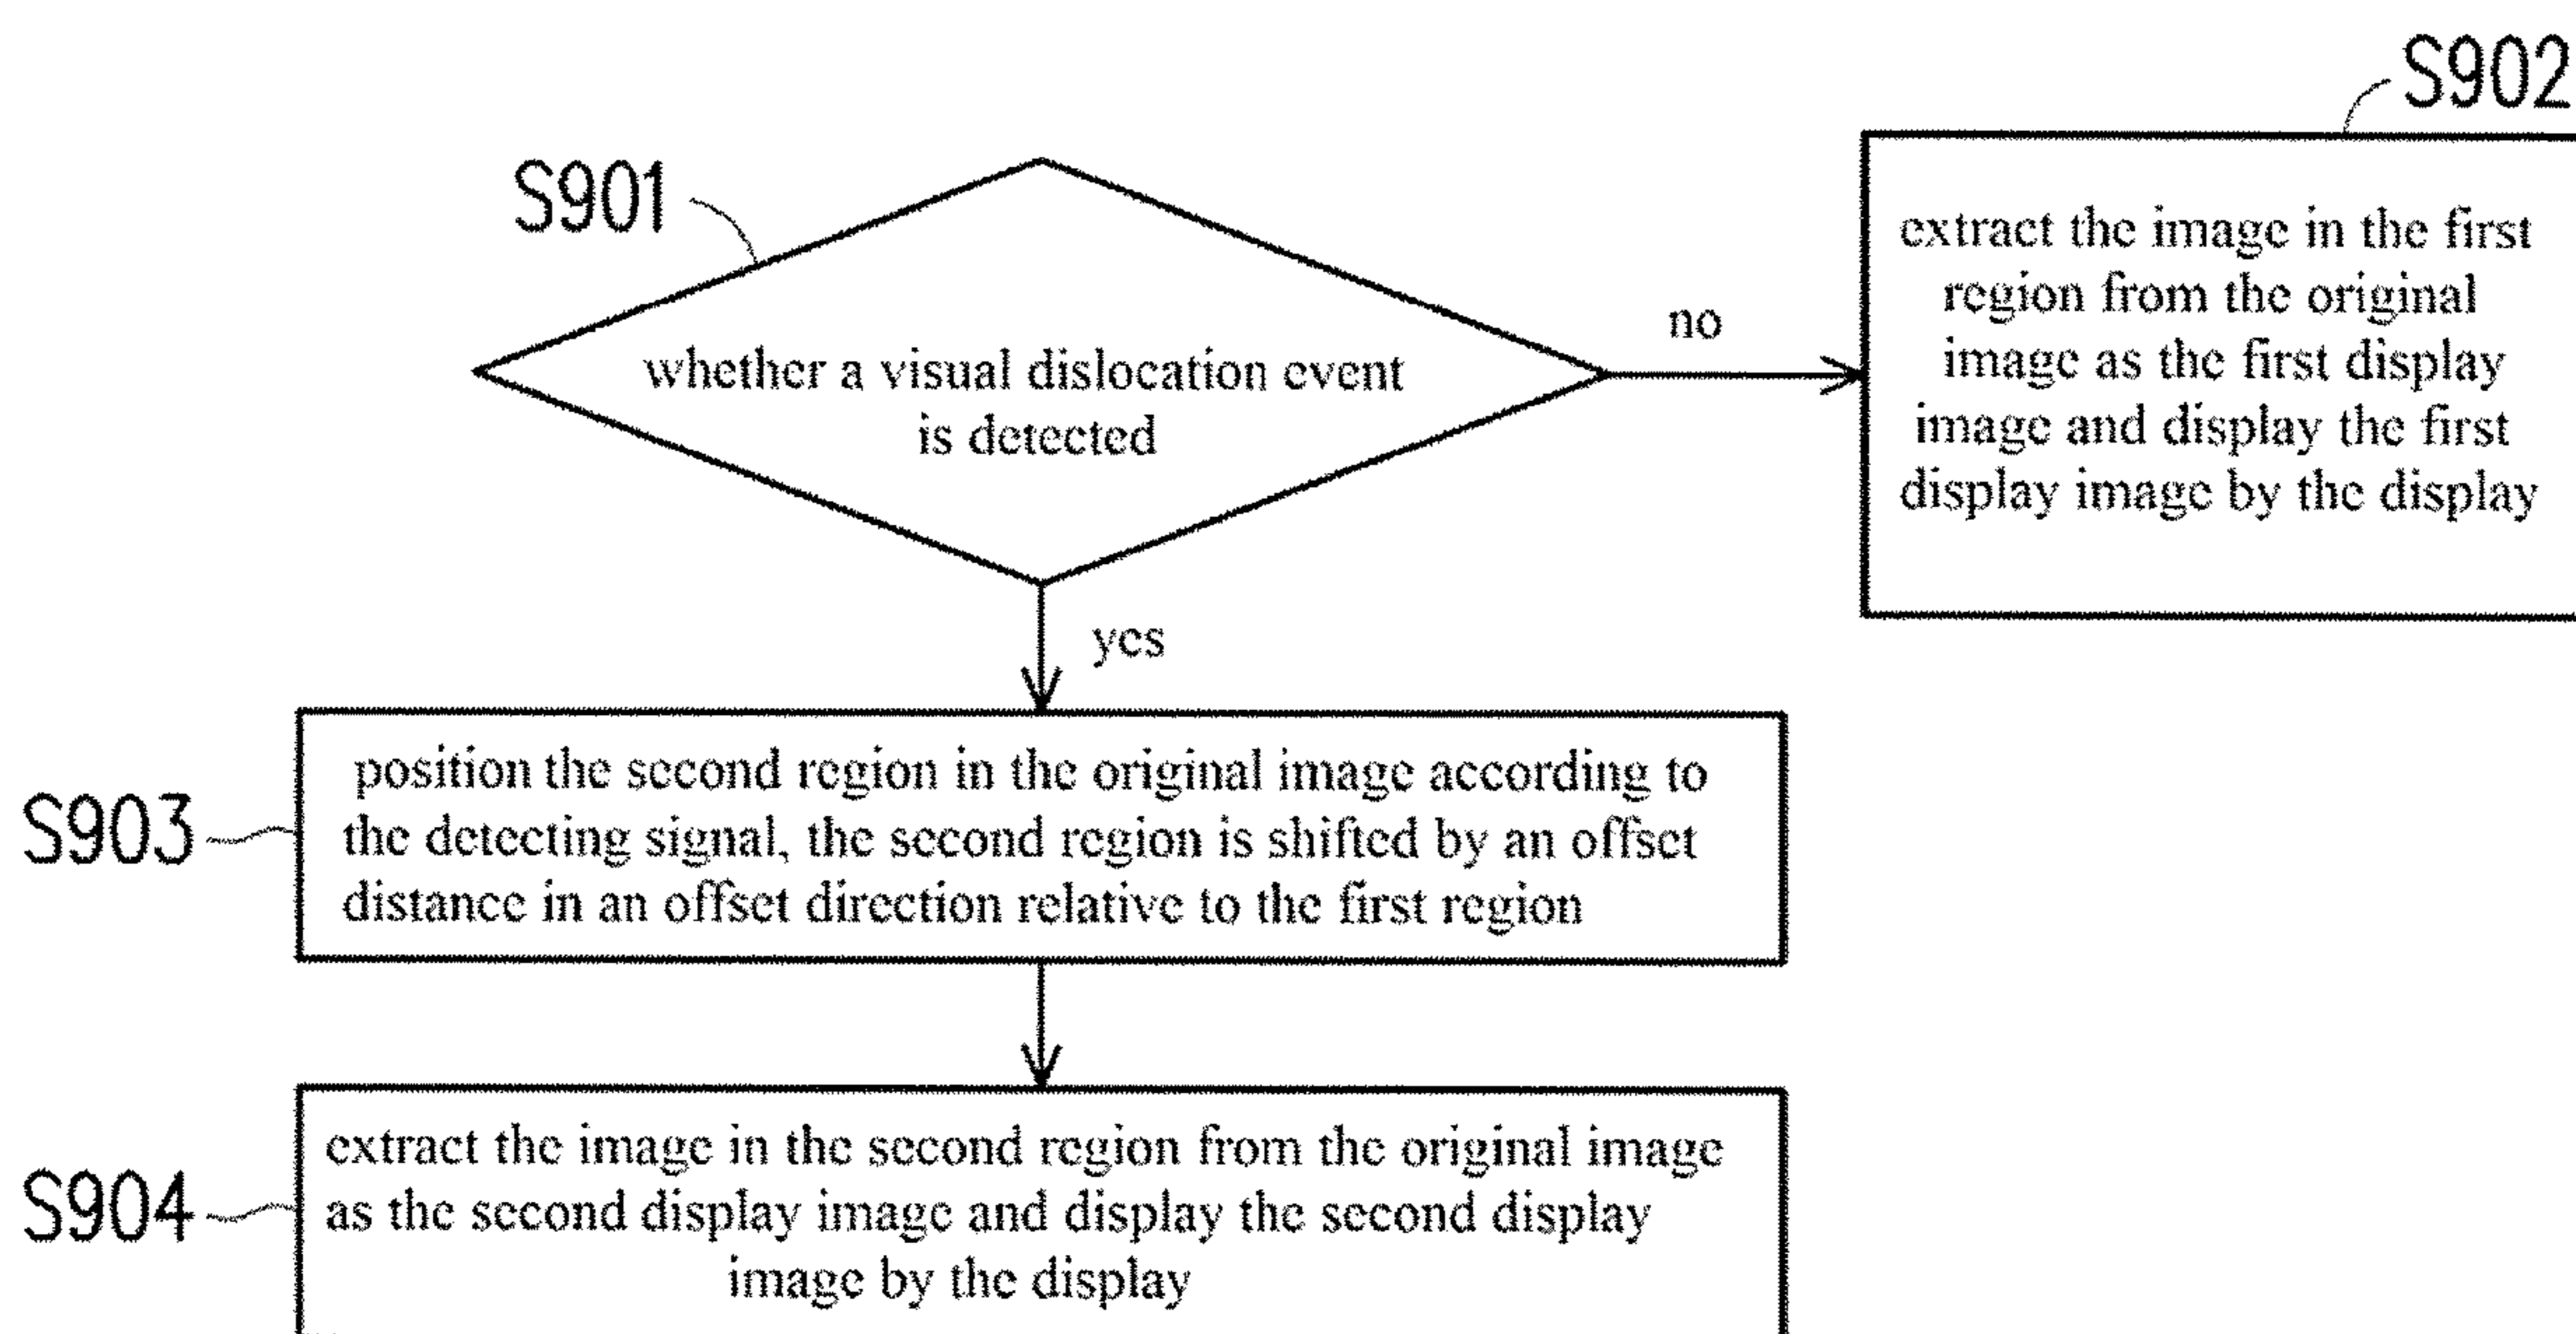 S902
S901
extract the image in the first
region from the original
image as the first display
image and display the first
display image by the display
no
whether a visual dislocation event
is detected
yes
S903
position the second region in the original image according to
the detecting signal, the second region is shifted by an offset
distance in an offset direction relative to the first region
S904
extract the image in the second region from the original image
as the second display image and display the second display
image by the display